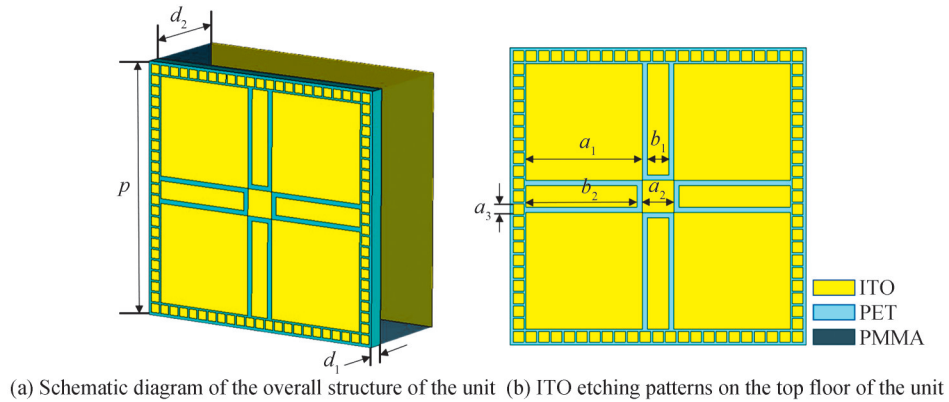 d₂
p
d₁
a₁
b₁
b₂
a₂
a₃
ITO
PET
PMMA
(a) Schematic diagram of the overall structure of the unit
(b) ITO etching patterns on the top floor of the unit